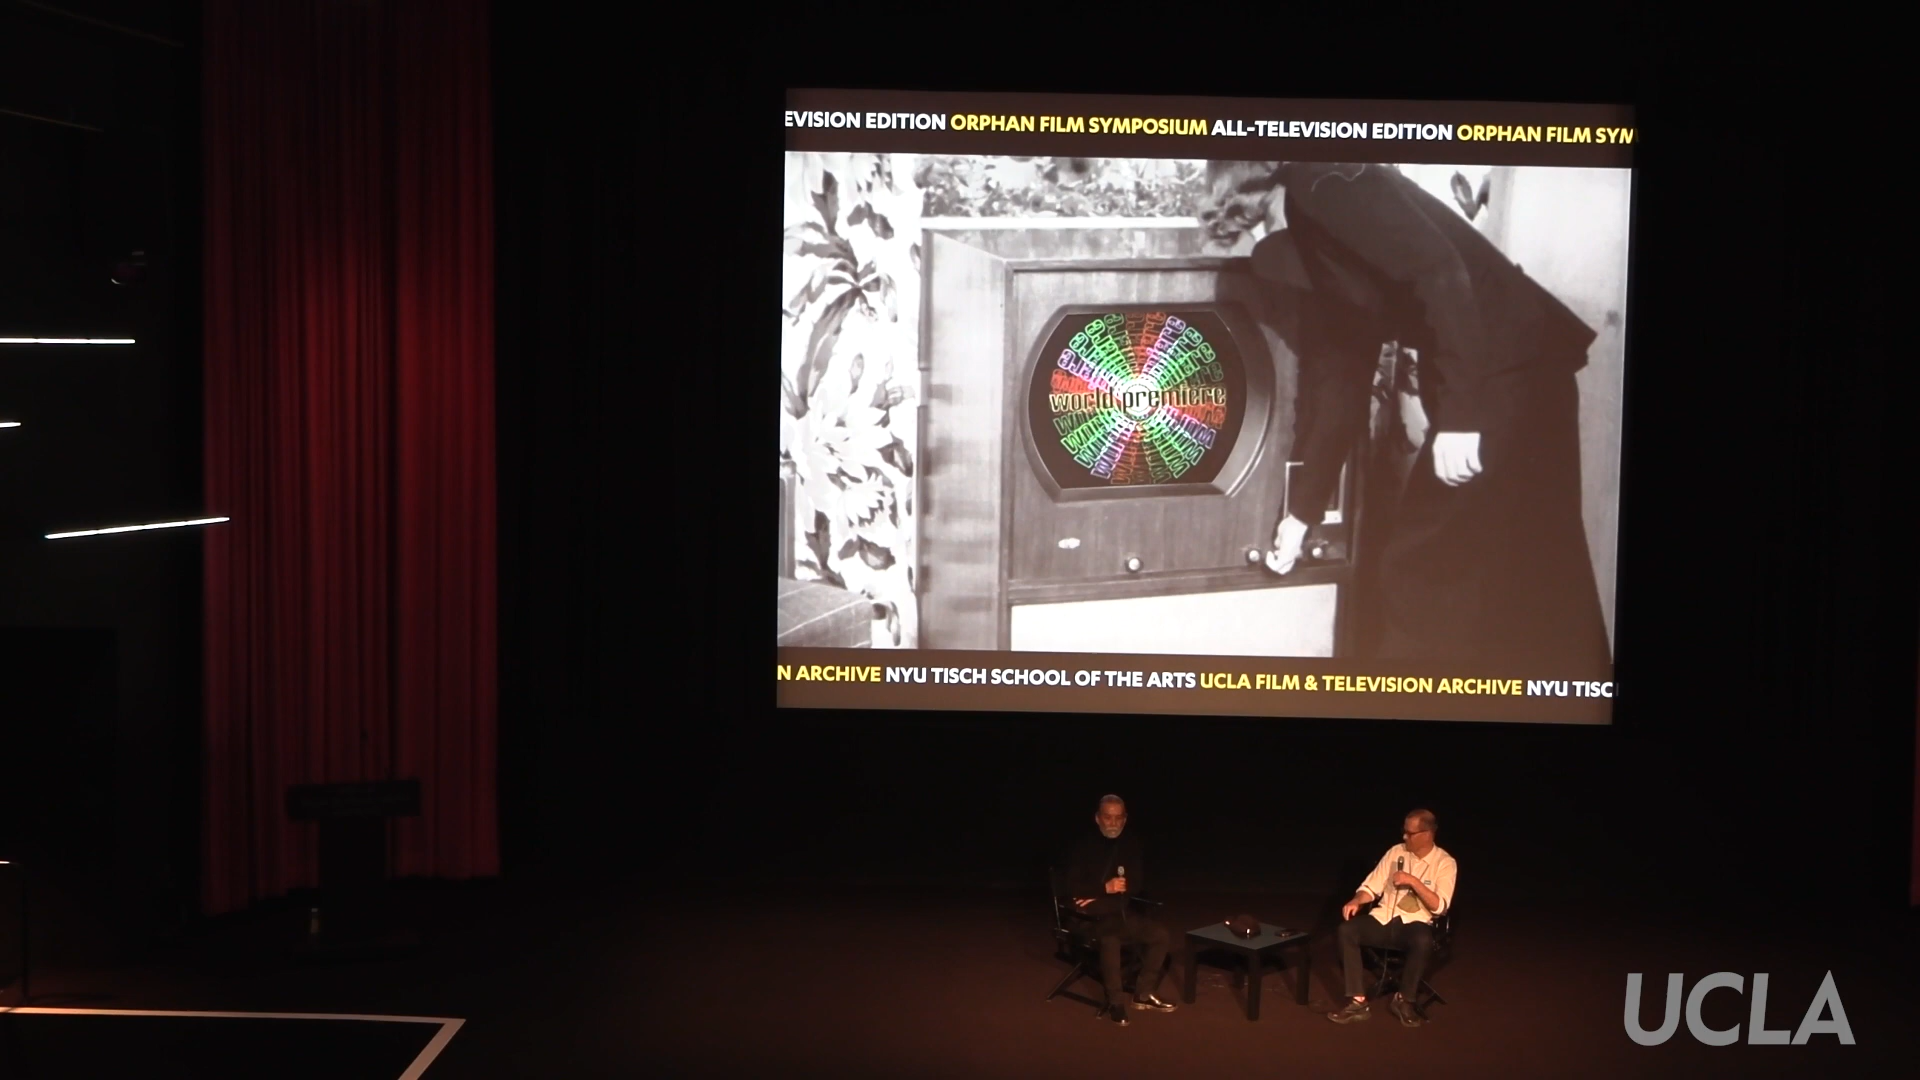 EVISION EDITION ORPHAN FILM SYMPOSIUM ALL-TELEVISION EDITION ORPHAN FILM SYM
world premiere
N ARCHIVE NYU TISCH SCHOOL OF THE ARTS UCLA FILM & TELEVISION ARCHIVE NYU TISC
UCLA